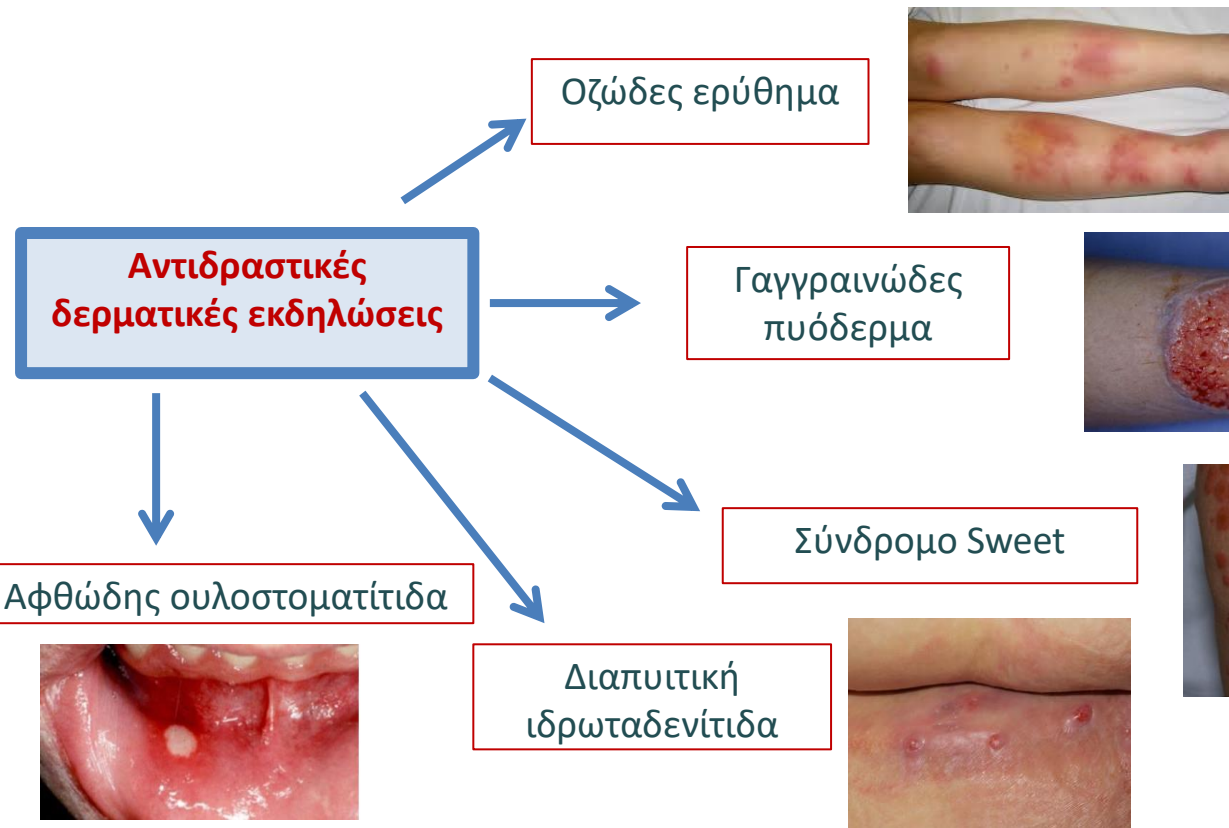 Οζώδες ερύθημα
Αντιδραστικές
δερματικές εκδηλώσεις
Γαγγραινώδες
πυόδερμα
Σύνδρομο Sweet
Αφθώδης ουλοστοματίτιδα
Διαπυιτική
ιδρωταδενίτιδα